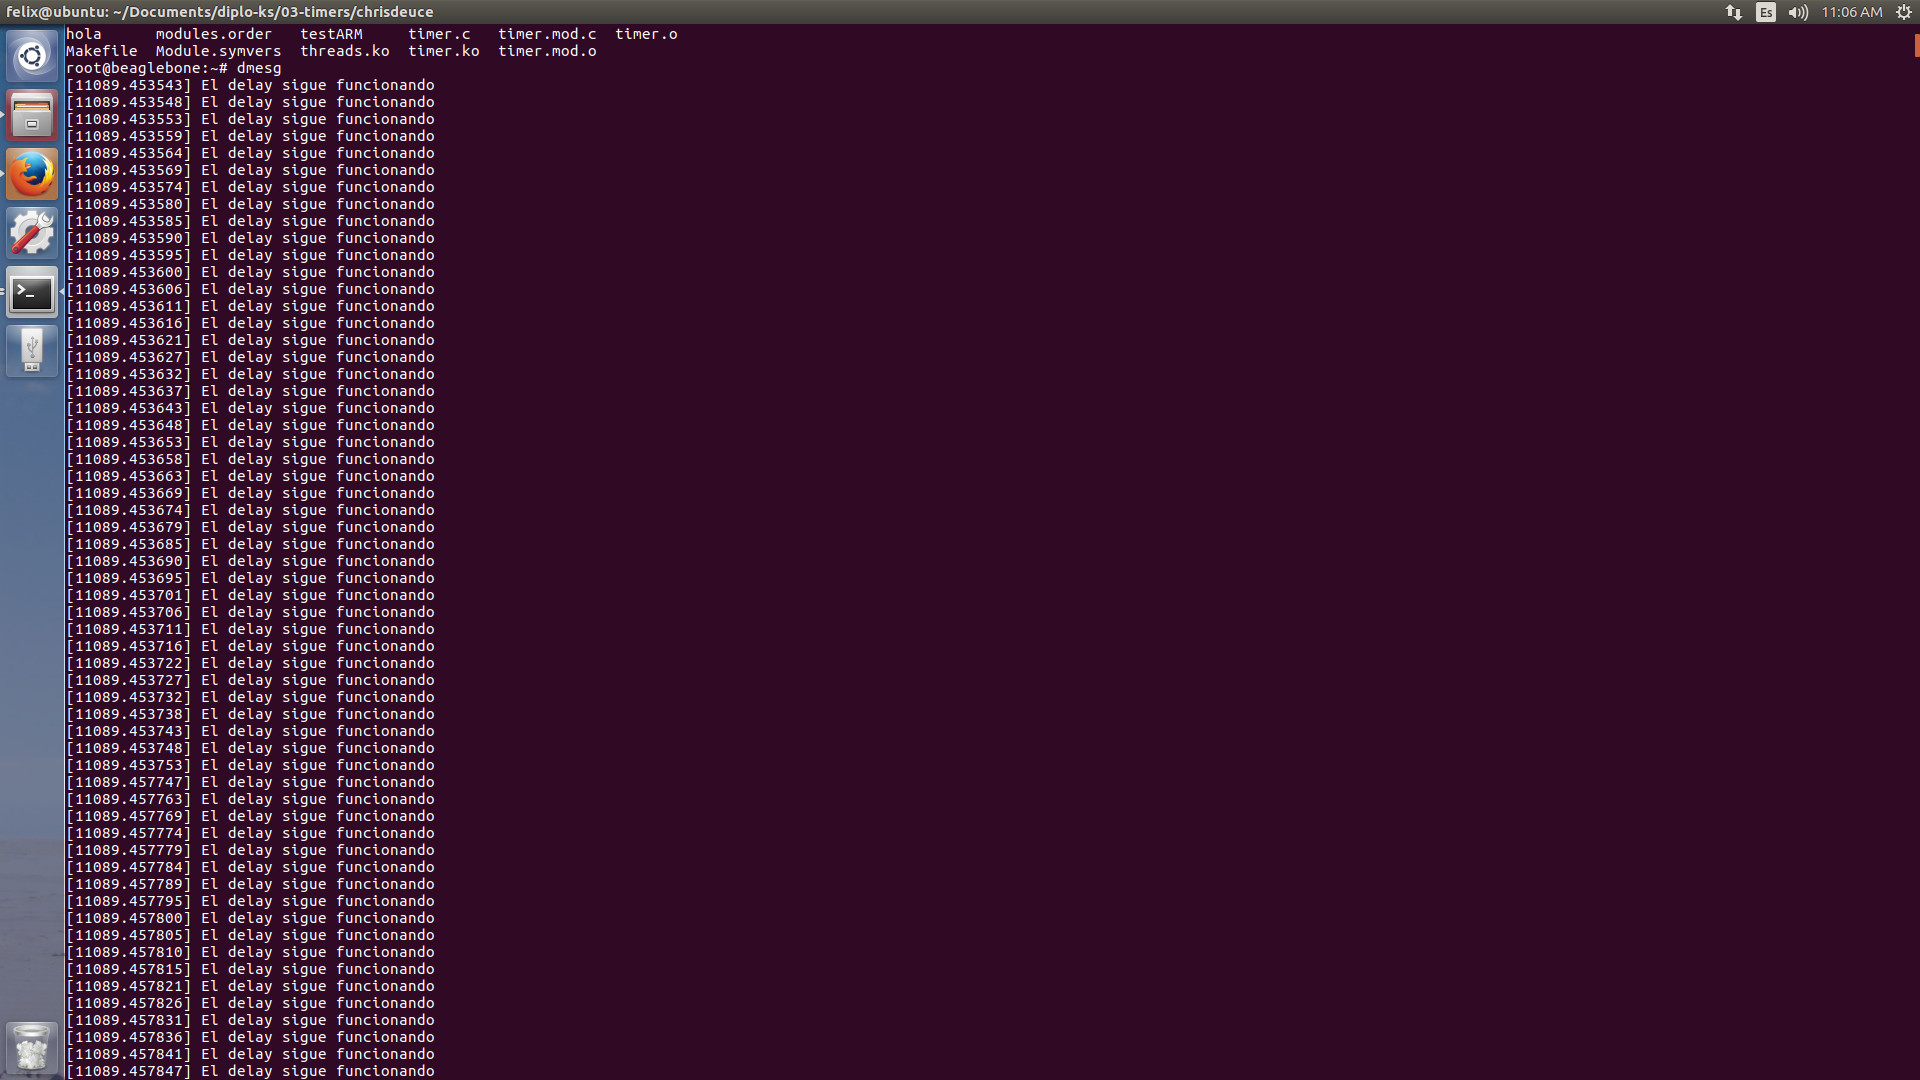 felix@ubuntu: ~/Documents/diplo-ks/03-timers/chrisdeuce
Es
11:06 AM
hola      modules.order   testARM     timer.c   timer.mod.c  timer.o
Makefile  Module.symvers  threads.ko  timer.ko  timer.mod.o
root@beaglebone:~# dmesg
[11089.453543] El delay sigue funcionando
[11089.453548] El delay sigue funcionando
[11089.453553] El delay sigue funcionando
[11089.453559] El delay sigue funcionando
[11089.453564] El delay sigue funcionando
[11089.453569] El delay sigue funcionando
[11089.453574] El delay sigue funcionando
[11089.453580] El delay sigue funcionando
[11089.453585] El delay sigue funcionando
[11089.453590] El delay sigue funcionando
[11089.453595] El delay sigue funcionando
[11089.453600] El delay sigue funcionando
[11089.453606] El delay sigue funcionando
[11089.453611] El delay sigue funcionando
[11089.453616] El delay sigue funcionando
[11089.453621] El delay sigue funcionando
[11089.453627] El delay sigue funcionando
[11089.453632] El delay sigue funcionando
[11089.453637] El delay sigue funcionando
[11089.453643] El delay sigue funcionando
[11089.453648] El delay sigue funcionando
[11089.453653] El delay sigue funcionando
[11089.453658] El delay sigue funcionando
[11089.453663] El delay sigue funcionando
[11089.453669] El delay sigue funcionando
[11089.453674] El delay sigue funcionando
[11089.453679] El delay sigue funcionando
[11089.453685] El delay sigue funcionando
[11089.453690] El delay sigue funcionando
[11089.453695] El delay sigue funcionando
[11089.453701] El delay sigue funcionando
[11089.453706] El delay sigue funcionando
[11089.453711] El delay sigue funcionando
[11089.453716] El delay sigue funcionando
[11089.453722] El delay sigue funcionando
[11089.453727] El delay sigue funcionando
[11089.453732] El delay sigue funcionando
[11089.453738] El delay sigue funcionando
[11089.453743] El delay sigue funcionando
[11089.453748] El delay sigue funcionando
[11089.453753] El delay sigue funcionando
[11089.457747] El delay sigue funcionando
[11089.457763] El delay sigue funcionando
[11089.457769] El delay sigue funcionando
[11089.457774] El delay sigue funcionando
[11089.457779] El delay sigue funcionando
[11089.457784] El delay sigue funcionando
[11089.457789] El delay sigue funcionando
[11089.457795] El delay sigue funcionando
[11089.457800] El delay sigue funcionando
[11089.457805] El delay sigue funcionando
[11089.457810] El delay sigue funcionando
[11089.457815] El delay sigue funcionando
[11089.457821] El delay sigue funcionando
[11089.457826] El delay sigue funcionando
[11089.457831] El delay sigue funcionando
[11089.457836] El delay sigue funcionando
[11089.457841] El delay sigue funcionando
[11089.457847] El delay sigue funcionando